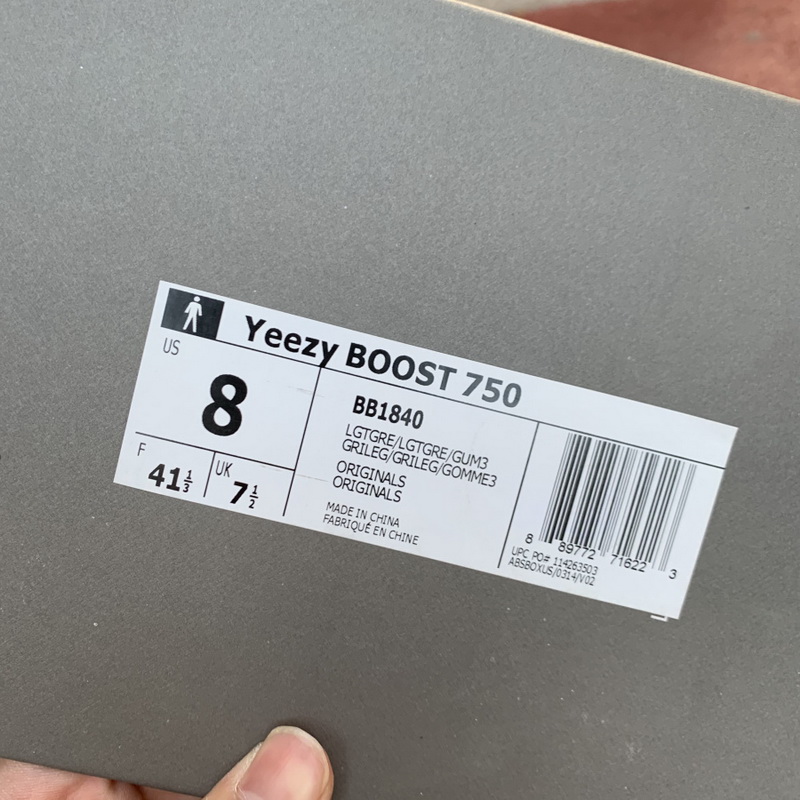 Yeezy BOOST 750
US
8
F
41 1/3
UK
7 1/2
BB1840
LGTGRE/LGTGRE/GUM3
GRILEG/GRILEG/GOMME3
ORIGINALS
ORIGINALS
MADE IN CHINA
FABRIQUÉ EN CHINE
8 89772 71622 3
UPC PO# 114263503
ABSBOXUS/0314/V02